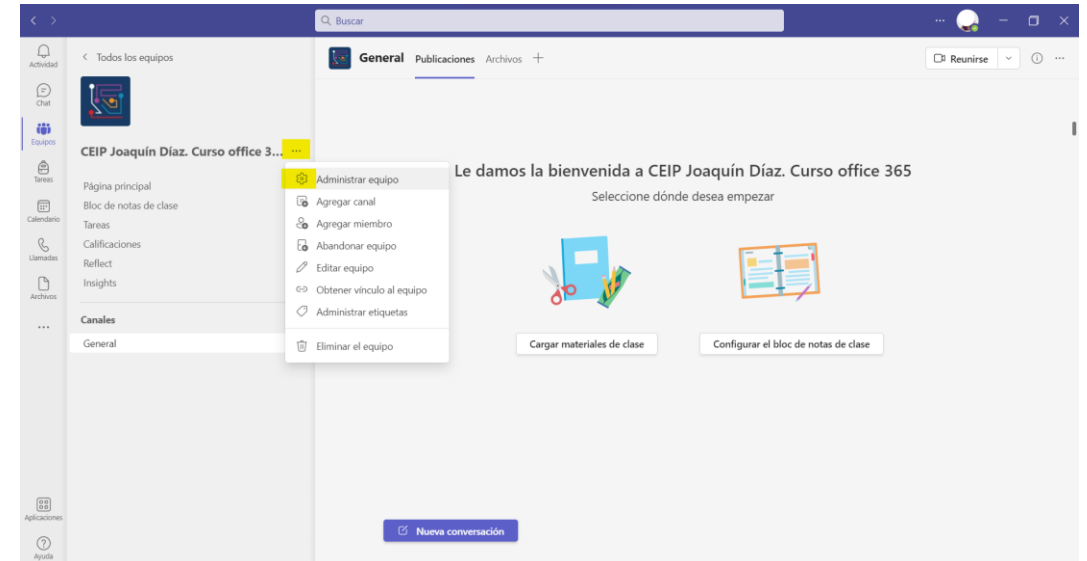 Buscar
Actividad
Chat
Equipos
Tareas
Calendario
Llamadas
Archivos
Aplicaciones
Ayuda
Todos los equipos
CEIP Joaquín Díaz. Curso office 3...
Página principal
Bloc de notas de clase
Tareas
Calificaciones
Reflect
Insights
Canales
General
Administrar equipo
Agregar canal
Agregar miembro
Abandonar equipo
Editar equipo
Obtener vínculo al equipo
Administrar etiquetas
Eliminar el equipo
General Publicaciones Archivos
Reunirse
Le damos la bienvenida a CEIP Joaquín Díaz. Curso office 365
Seleccione dónde desea empezar
Cargar materiales de clase
Configurar el bloc de notas de clase
Nueva conversación